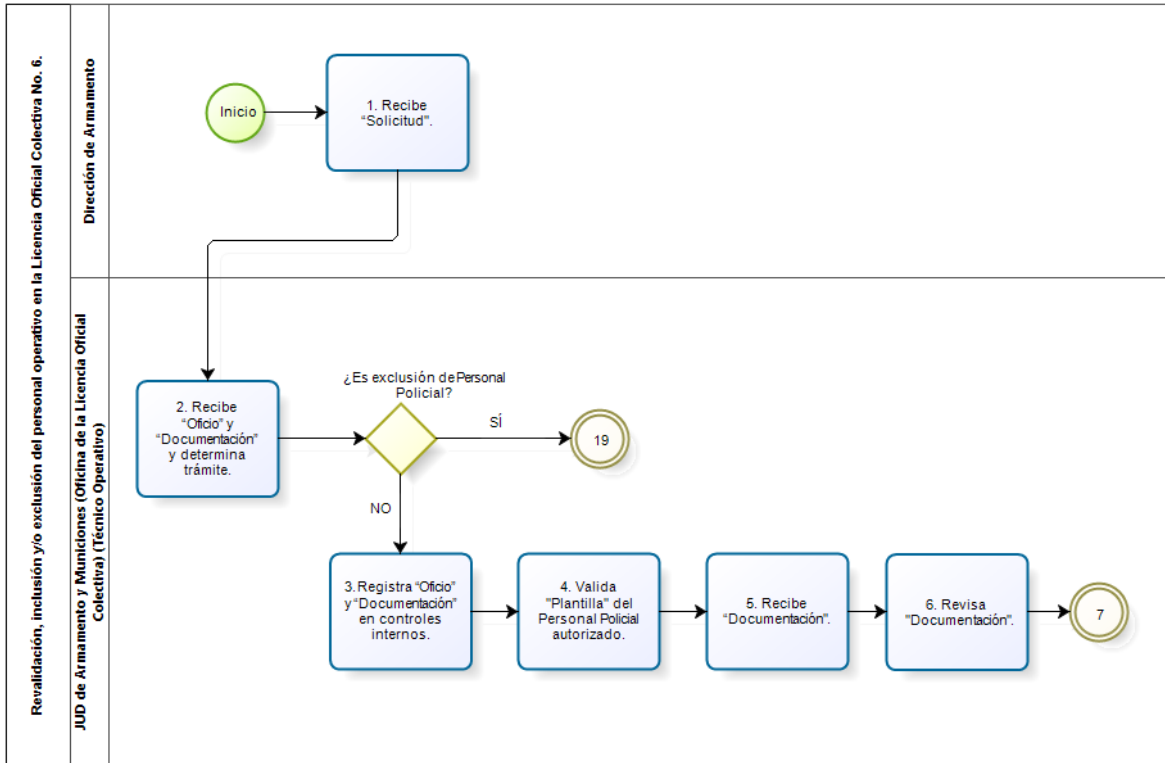 Revalidación, inclusión y/o exclusión del personal operativo en la Licencia Oficial Colectiva No. 6.
Dirección de Armamento
Inicio
1. Recibe
“Solicitud”.
JUD de Armamento y Municiones (Oficina de la Licencia Oficial
Colectiva) (Técnico Operativo)
2. Recibe
“Oficio” y
“Documentación”
y determina
trámite.
¿Es exclusión de Personal
Policial?
SÍ
19
NO
3. Registra “Oficio”
y “Documentación”
en controles
internos.
4. Valida
"Plantilla" del
Personal Policial
autorizado.
5. Recibe
“Documentación”.
6. Revisa
"Documentación".
7